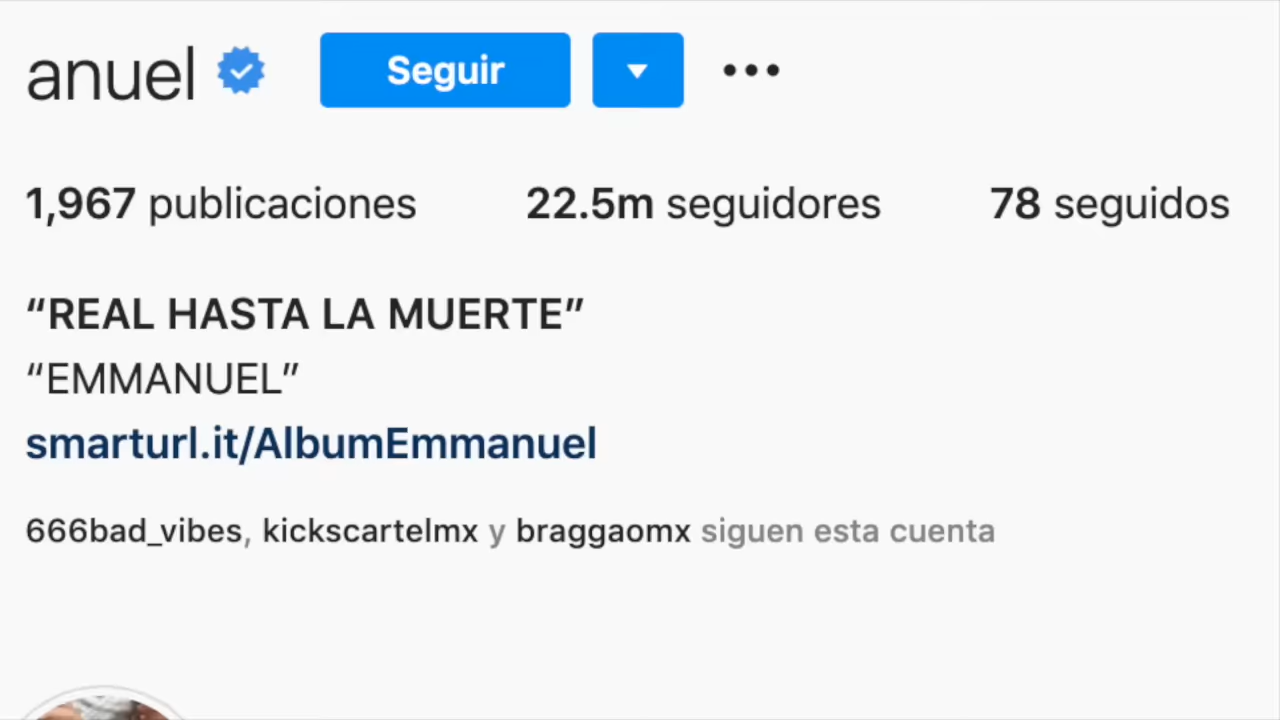 anuel Seguir
1,967 publicaciones 22.5m seguidores 78 seguidos
“REAL HASTA LA MUERTE”
“EMMANUEL”
smarturl.it/AlbumEmmanuel
666bad_vibes, kickscartelmx y braggaomx siguen esta cuenta